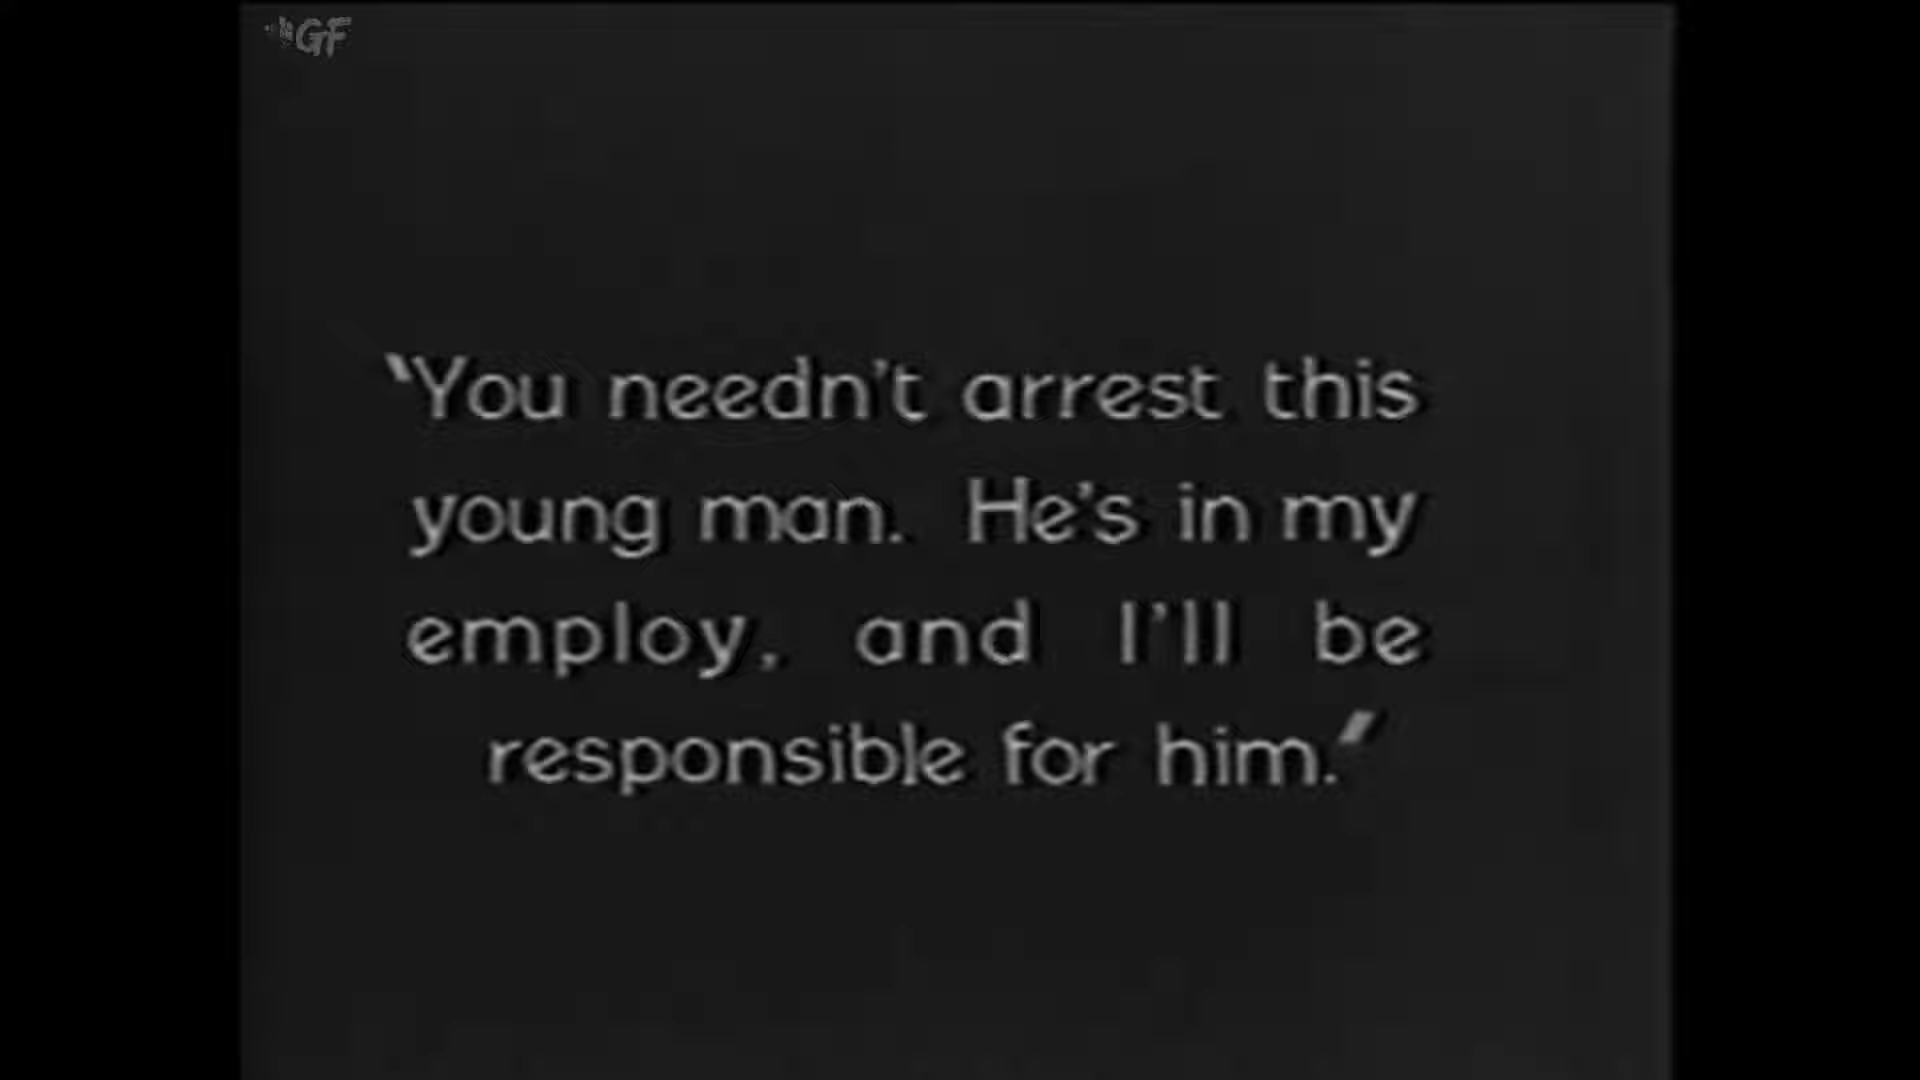 GF
"You needn't arrest this
young man. He's in my
employ, and I'll be
responsible for him."